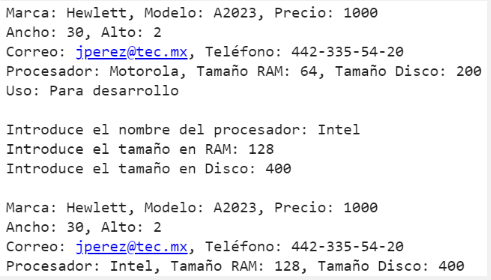 Marca: Hewlett, Modelo: A2023, Precio: 1000
Ancho: 30, Alto: 2
Correo: jperez@tec.mx, Teléfono: 442-335-54-20
Procesador: Motorola, Tamaño RAM: 64, Tamaño Disco: 200
Uso: Para desarrollo
Introduce el nombre del procesador: Intel
Introduce el tamaño en RAM: 128
Introduce el tamaño en Disco: 400
Marca: Hewlett, Modelo: A2023, Precio: 1000
Ancho: 30, Alto: 2
Correo: jperez@tec.mx, Teléfono: 442-335-54-20
Procesador: Intel, Tamaño RAM: 128, Tamaño Disco: 400